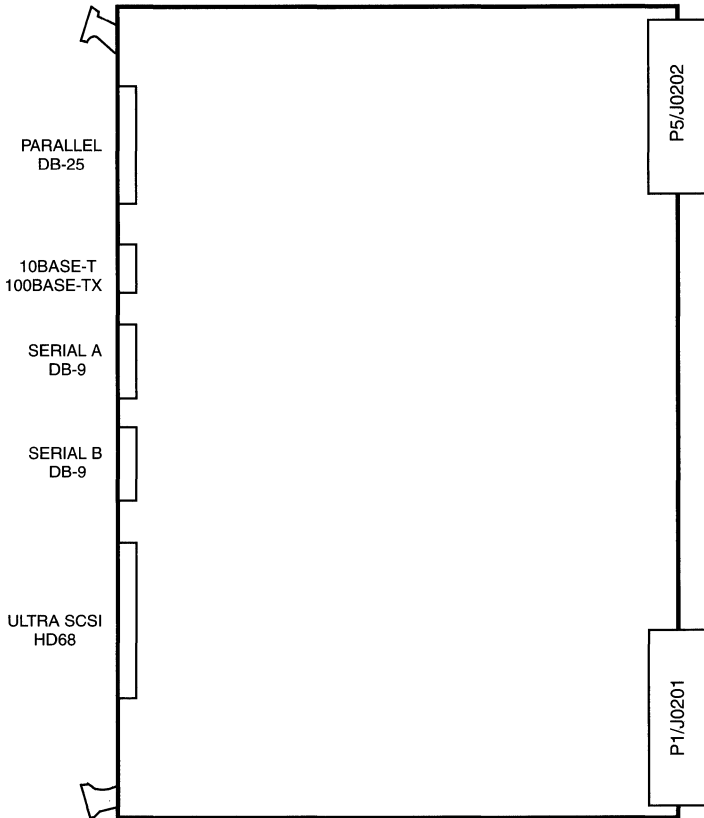 PARALLEL
DB-25
10BASE-T
100BASE-TX
SERIAL A
DB-9
SERIAL B
DB-9
ULTRA SCSI
HD68
P5/J0202
P1/J0201